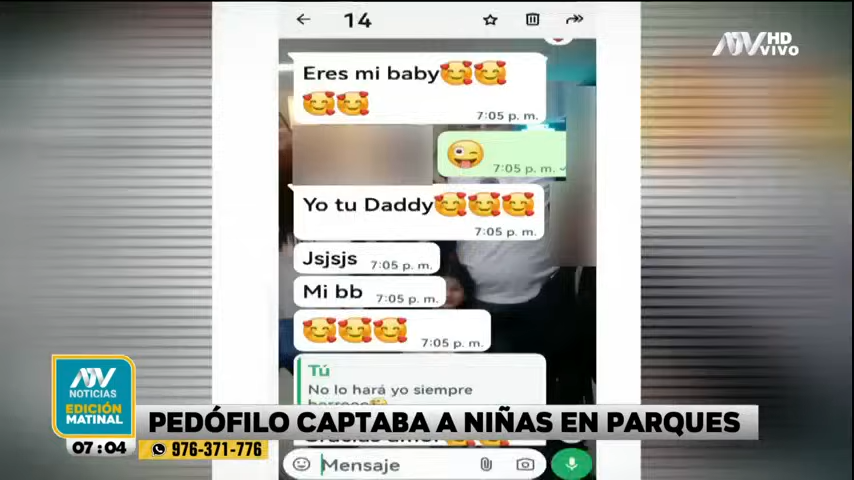 14
ATV HD
VIVO
Eres mi baby🥰🥰
🥰🥰
7:05 p. m.
😜
7:05 p. m.
Yo tu Daddy🥰🥰🥰
7:05 p. m.
Jsjsjs 7:05 p. m.
Mi bb 7:05 p. m.
🥰🥰🥰
7:05 p. m.
Tú
No lo hará yo siempre
Mensaje
ATV
NOTICIAS
EDICIÓN
MATINAL
PEDÓFILO CAPTABA A NIÑAS EN PARQUES
07:04
976-371-776